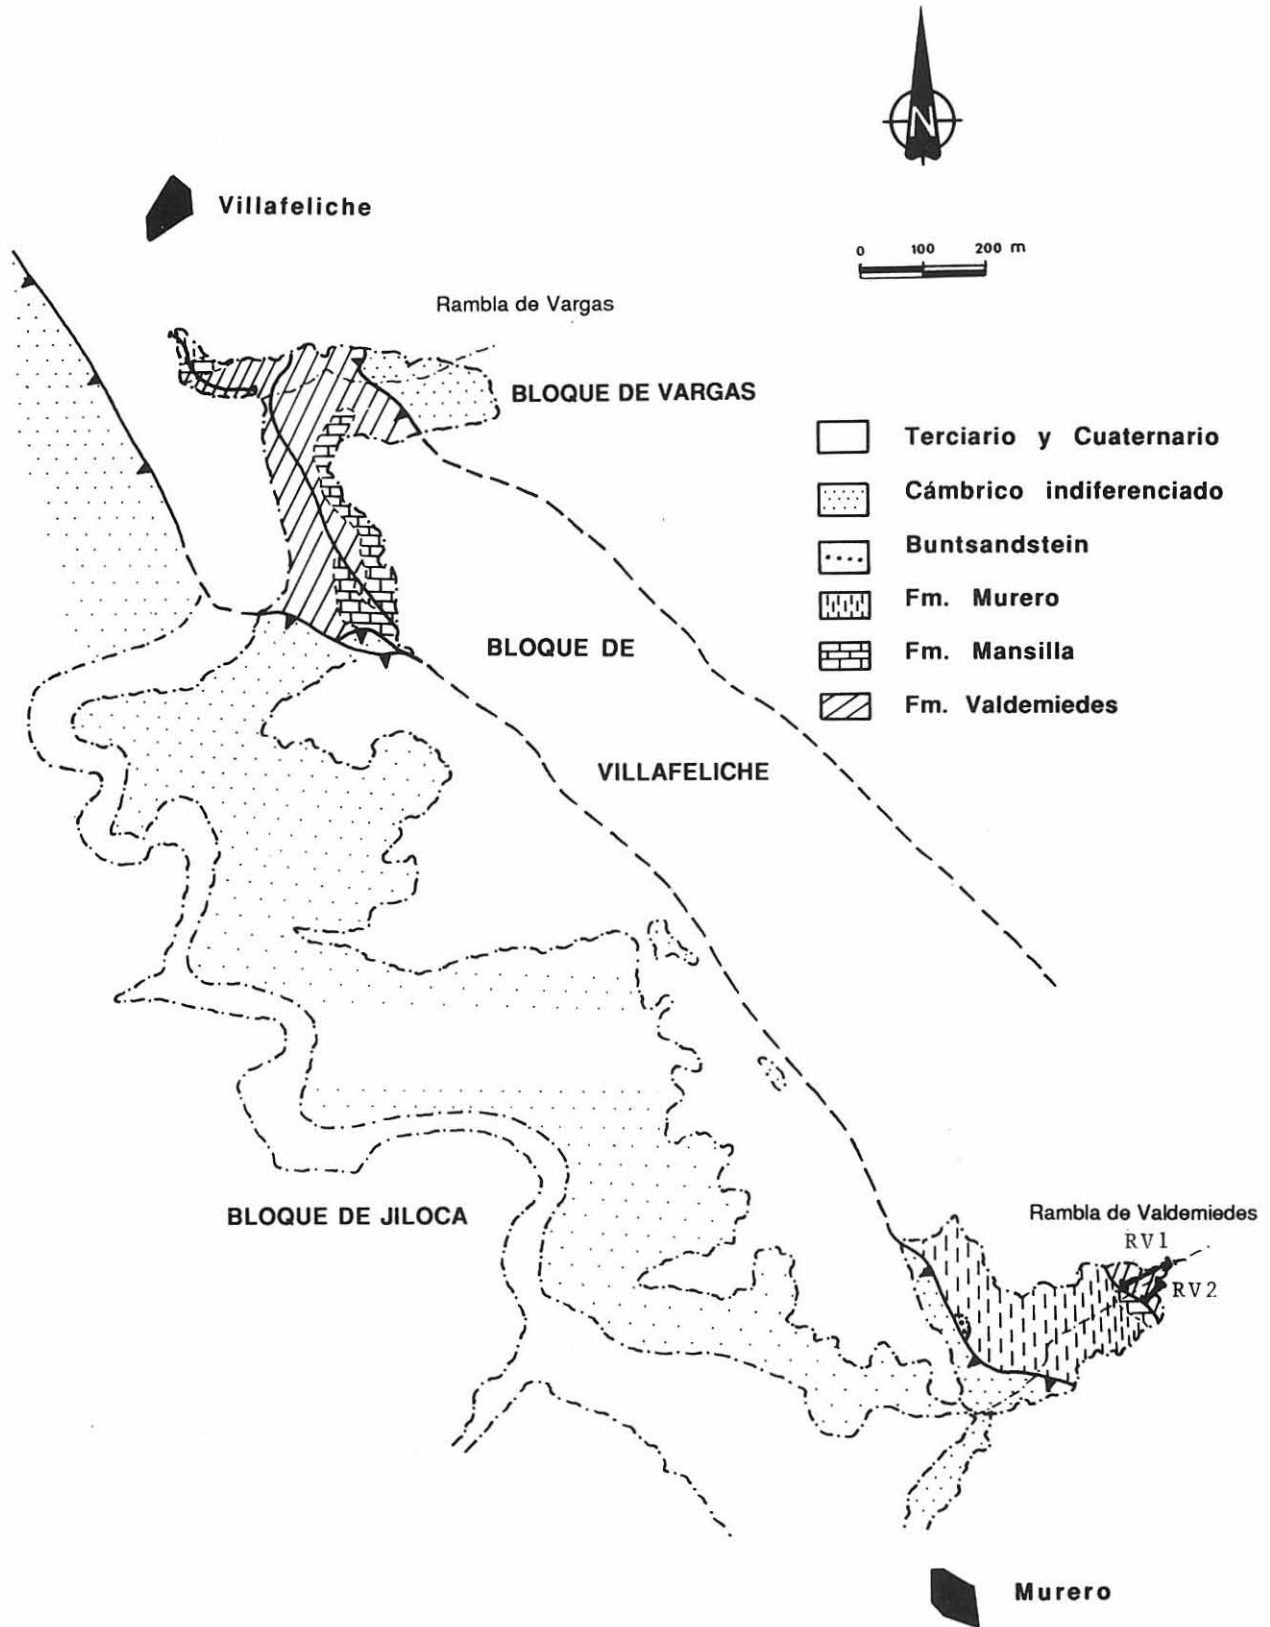 N
Villafeliche
0 100 200 m
Rambla de Vargas
BLOQUE DE VARGAS
Terciario y Cuaternario
Cámbrico indiferenciado
Buntsandstein
Fm. Murero
Fm. Mansilla
Fm. Valdemiedes
BLOQUE DE
VILLAFELICHE
BLOQUE DE JILOCA
Rambla de Valdemiedes
RV1
RV2
Murero